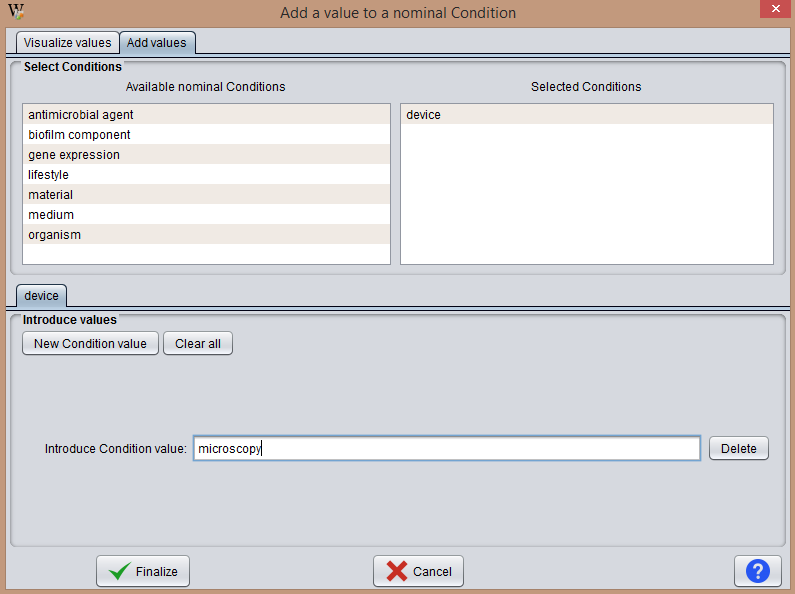 W
Add a value to a nominal Condition
Visualize values Add values
Select Conditions
Available nominal Conditions Selected Conditions
antimicrobial agent device
biofilm component
gene expression
lifestyle
material
medium
organism
device
Introduce values
New Condition value Clear all
Introduce Condition value: microscopy Delete
Finalize Cancel ?